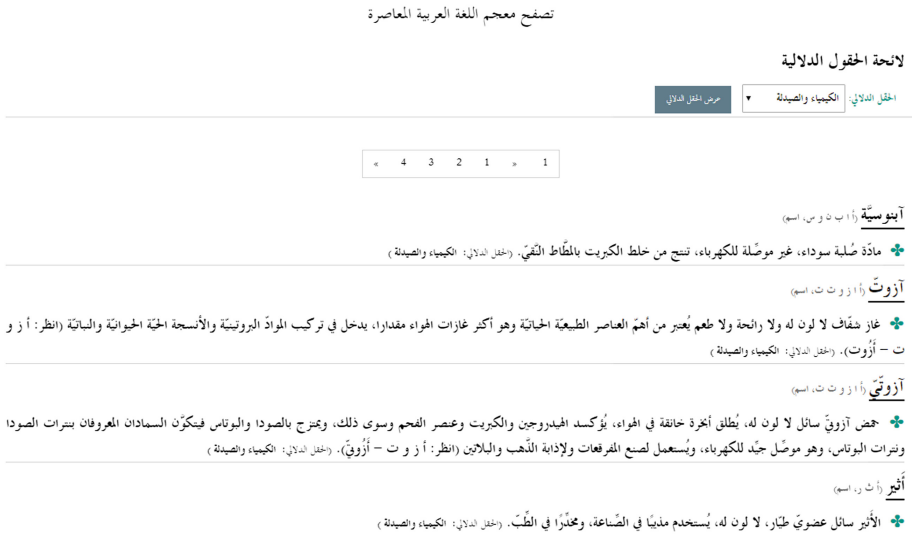 تصفح معجم اللغة العربية المعاصرة
لائحة الحقول الدلالية
الحقل الدلالي: الكيمياء والصيدلة عرض الحقل الدلالي
1 « 1 2 3 4 »
آبنوسيَّة (أ ا ب ن و س، اسم)
مادّة صُلبة سوداء، غير موصِّلة للكهرباء، تنتج من خلط الكبريت بالمطَّاط النَّقيّ. (الحقل الدلالي: الكيمياء والصيدلة )
آزوتّ (أ ا ز و ت ت، اسم)
غاز شفّاف لا لون له ولا رائحة ولا طعم يُعتبر من أهمّ العناصر الطبيعيّة الحياتيّة وهو أكثر غازات الهواء مقدارا، يدخل في تركيب الموادّ البروتينيّة والأنسجة الحيّة الحيوانيّة والنباتيّة (انظر: أ ز و
ت – أَزُوت). (الحقل الدلالي: الكيمياء والصيدلة )
آزوتّيّ (أ ا ز و ت ت، اسم)
حمض آزوتيّ سائل لا لون له، يُطلق أبخرة خانقة في الهواء، يُؤكسد الهيدروجين والكبريت وعنصر الفحم وسوى ذلك، ويمتزج بالصودا والبوتاس فيتكوَّن السمادان المعروفان بنترات الصودا
ونترات البوتاس، وهو موصِّل جيِّد للكهرباء، ويُستعمل لصنع المفرقعات ولإذابة الذَّهب والبلاتين (انظر: أ ز و ت – أَزُوتيّ). (الحقل الدلالي: الكيمياء والصيدلة )
أَثير (أ ث ر، اسم)
الأَثير سائل عضويّ طيّار، لا لون له، يُستخدم مذيبًا في الصِّناعة، ومخدِّرًا في الطِّبّ. (الحقل الدلالي: الكيمياء والصيدلة )